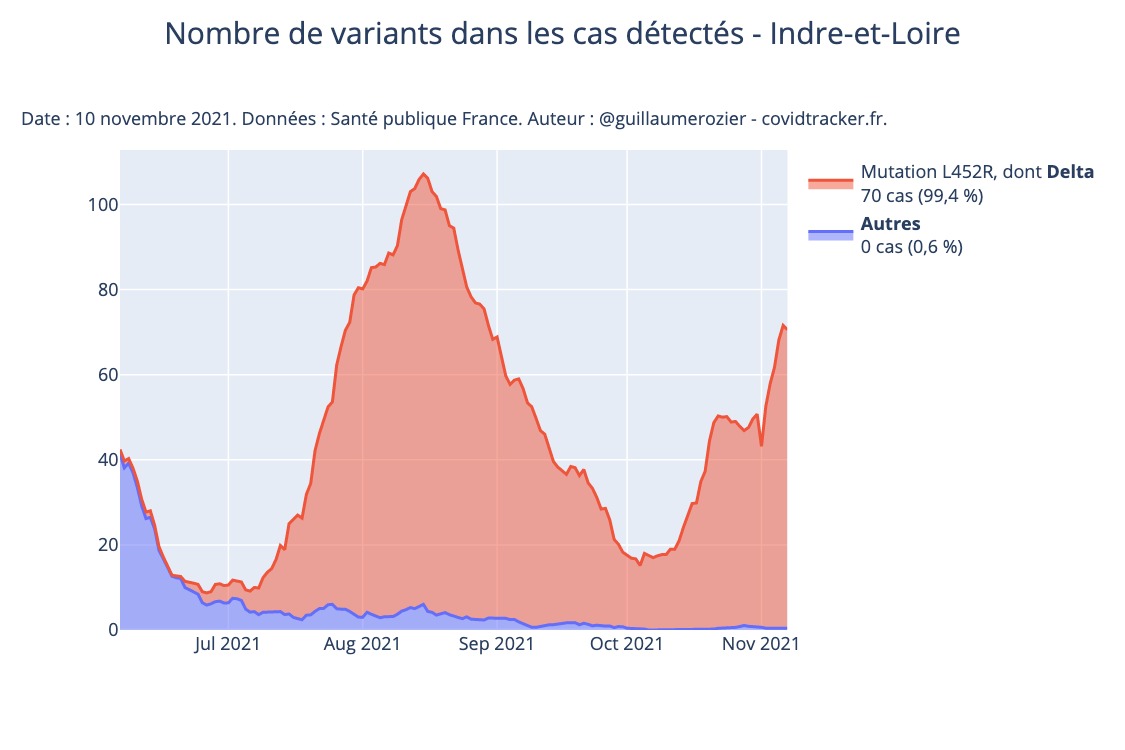 Nombre de variants dans les cas détectés - Indre-et-Loire
Date : 10 novembre 2021. Données : Santé publique France. Auteur : @guillaumerozier - covidtracker.fr.
Mutation L452R, dont Delta
70 cas (99,4 %)
Autres
0 cas (0,6 %)
100
80
60
40
20
0
Jul 2021
Aug 2021
Sep 2021
Oct 2021
Nov 2021